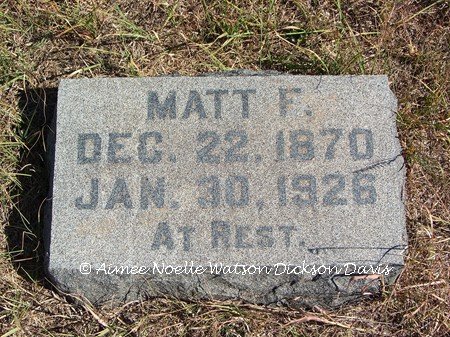 MATT F.
DEC. 22, 1870
JAN. 30, 1926
AT REST.
© Aimee Noelle Watson Dickson Davis